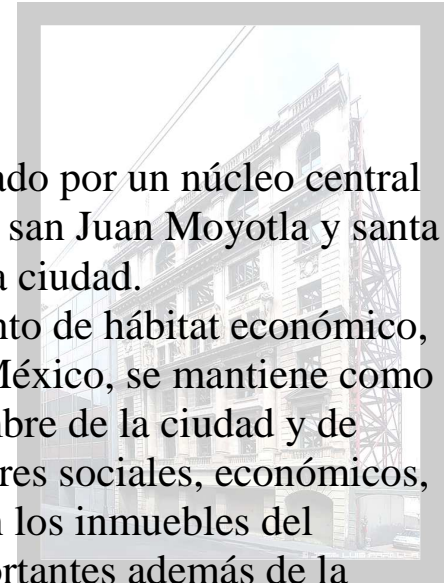 ado por un núcleo central
san Juan Moyotla y santa
a ciudad.
nto de hábitat económico,
México, se mantiene como
bre de la ciudad y de
res sociales, económicos,
n los inmuebles del
ortantes además de la